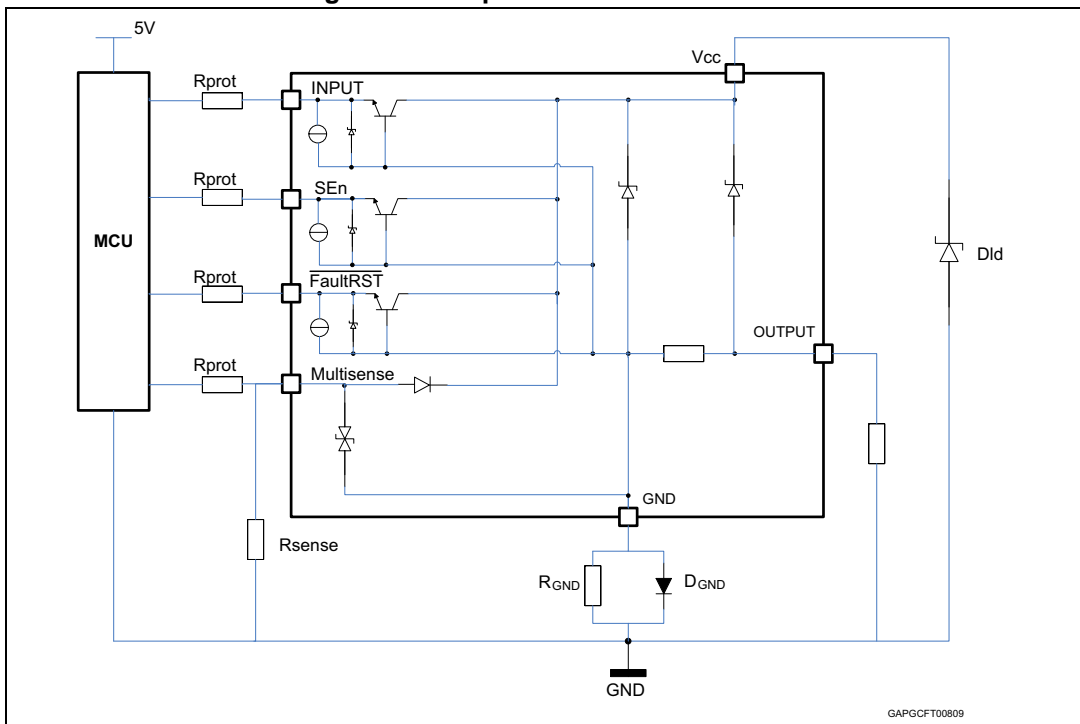 5V
Vcc
Rprot
INPUT
Rprot
SEn
MCU
Dld
Rprot
FaultRST
OUTPUT
Rprot
Multisense
GND
Rsense
RGND
DGND
GND
GAPGCFT00809